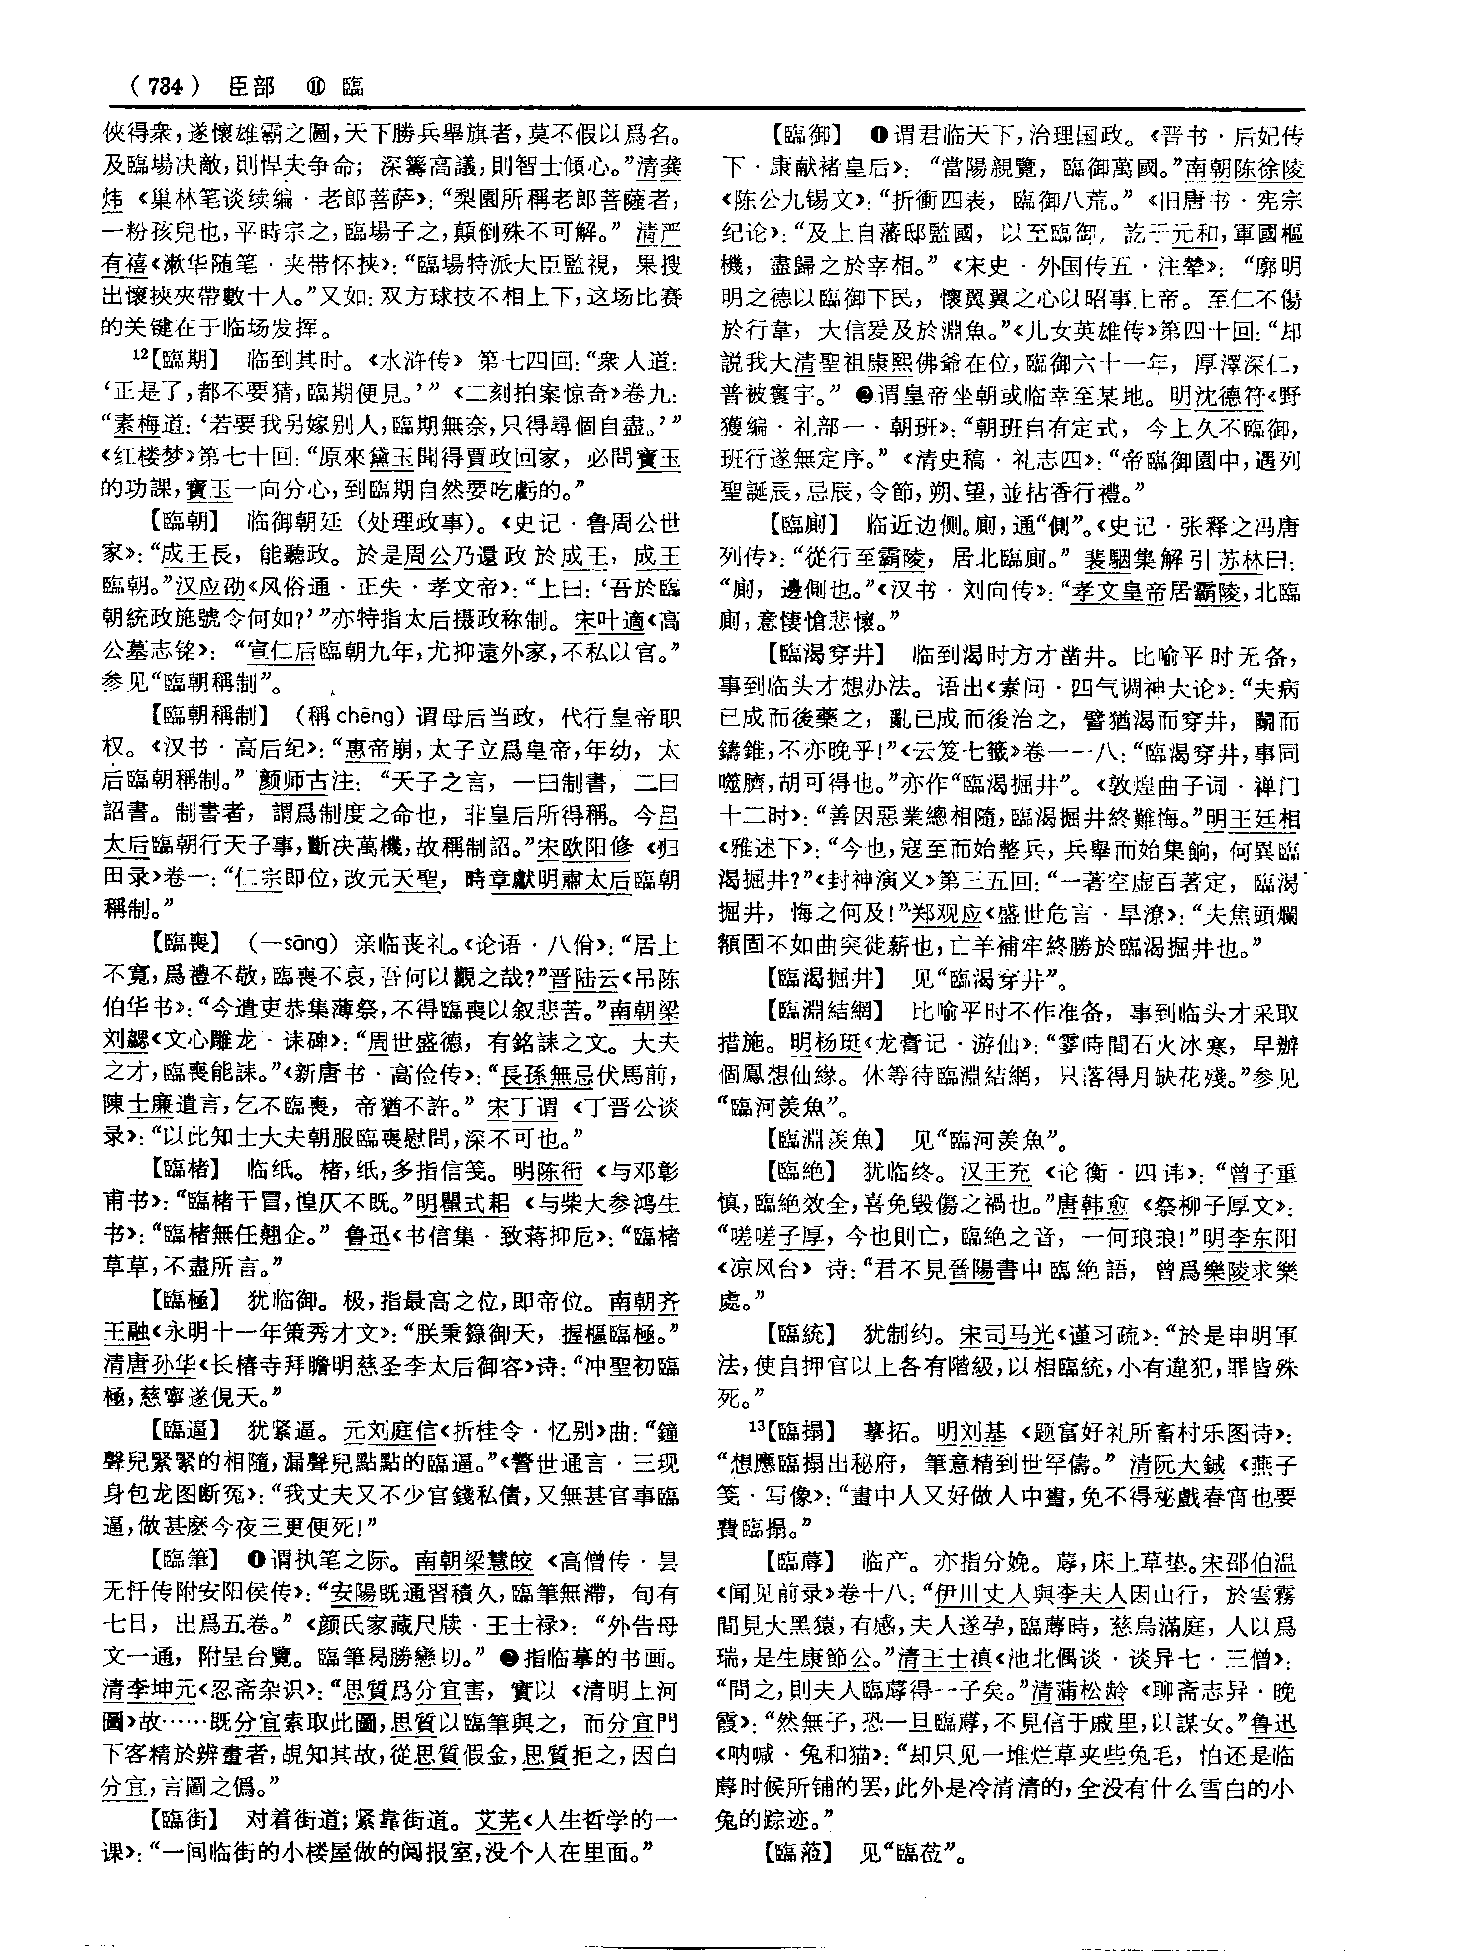 （734） 臣部 ⑪ 臨
俠得衆，遂懷雄霸之圖，天下勝兵舉旗者，莫不假以爲名。
及臨場决敵，則悍夫争命；深籌高議，則智士傾心。”清龚
炜《巢林笔谈续编·老郎菩萨》：“梨園所稱老郎菩薩者，
一粉孩兒也，平時宗之，臨場子之，顛倒殊不可解。”清严
有禧《漱华随笔·夹带怀挟》：“臨場特派大臣監視，果搜
出懷挾夾帶數十人。”又如：双方球技不相上下，这场比赛
的关键在于临场发挥。
12【臨期】 临到其时。《水浒传》第七四回：“衆人道：
‘正是了，都不要猜，臨期便見。’”《二刻拍案惊奇》卷九：
“素梅道：‘若要我另嫁别人，臨期無奈，只得尋個自盡。’”
《红楼梦》第七十回：“原來黛玉聞得賈政回家，必問寶玉
的功課，寶玉一向分心，到臨期自然要吃虧的。”
【臨朝】 临御朝廷（处理政事）。《史记·鲁周公世
家》：“成王長，能聽政。於是周公乃還政於成王，成王
臨朝。”汉应劭《风俗通·正失·孝文帝》：“上曰：‘吾於臨
朝統政施號令何如？’”亦特指太后摄政称制。宋叶適《高
公墓志铭》：“宣仁后臨朝九年，尤抑遠外家，不私以官。”
参见“臨朝稱制”。
【臨朝稱制】 （稱 chēng）谓母后当政，代行皇帝职
权。《汉书·高后纪》：“惠帝崩，太子立爲皇帝，年幼，太
后臨朝稱制。”颜师古注：“天子之言，一曰制書，二曰
詔書。制書者，謂爲制度之命也，非皇后所得稱。今吕
太后臨朝行天子事，斷决萬機，故稱制詔。”宋欧阳修《归
田录》卷一：“仁宗即位，改元天聖，時章獻明肅太后臨朝
稱制。”
【臨喪】 （—sāng）亲临丧礼。《论语·八佾》：“居上
不寬，爲禮不敬，臨喪不哀，吾何以觀之哉？”晋陆云《吊陈
伯华书》：“今遣吏恭集薄祭，不得臨喪以叙悲苦。”南朝梁
刘勰《文心雕龙·诔碑》：“周世盛德，有銘誄之文。大夫
之才，臨喪能誄。”《新唐书·高俭传》：“長孫無忌伏馬前，
陳士廉遺言，乞不臨喪，帝猶不許。”宋丁谓《丁晋公谈
录》：“以此知士大夫朝服臨喪慰問，深不可也。”
【臨楮】 临纸。楮，纸，多指信笺。明陈衎《与邓彰
甫书》：“臨楮干冒，惶仄不既。”明瞿式耜《与柴大参鸿生
书》：“臨楮無任翹企。”鲁迅《书信集·致蒋抑卮》：“臨楮
草草，不盡所言。”
【臨極】 犹临御。极，指最高之位，即帝位。南朝齐
王融《永明十一年策秀才文》：“朕秉籙御天，握樞臨極。”
清唐孙华《长椿寺拜瞻明慈圣李太后御容》诗：“冲聖初臨
極，慈寧遂俔天。”
【臨逼】 犹紧逼。元刘庭信《折桂令·忆别》曲：“鐘
聲兒緊緊的相隨，漏聲兒點點的臨逼。”《警世通言·三现
身包龙图断冤》：“我丈夫又不少官錢私債，又無甚官事臨
逼，做甚麽今夜三更便死！”
【臨筆】 ❶谓执笔之际。南朝梁慧皎《高僧传·昙
无忏传附安阳侯传》：“安陽既通習積久，臨筆無滯，旬有
七日，出爲五卷。”《颜氏家藏尺牍·王士禄》：“外告母
文一通，附呈台覽。臨筆曷勝戀切。”❷指临摹的书画。
清李坤元《忍斋杂识》：“思質爲分宜害，實以《清明上河
圖》故……既分宜索取此圖，思質以臨筆與之，而分宜門
下客精於辨畫者，覘知其故，從思質假金，思質拒之，因白
分宜，言圖之僞。”
【臨街】 对着街道；紧靠街道。艾芜《人生哲学的一
课》：“一间临街的小楼屋做的阅报室，没个人在里面。”
【臨御】 ❶谓君临天下，治理国政。《晋书·后妃传
下·康献褚皇后》：“當陽親覽，臨御萬國。”南朝陈徐陵
《陈公九锡文》：“折衝四表，臨御八荒。”《旧唐书·宪宗
纪论》：“及上自藩邸監國，以至臨御，訖于元和，軍國樞
機，盡歸之於宰相。”《宋史·外国传五·注辇》：“廓明
明之德以臨御下民，懷翼翼之心以昭事上帝。至仁不傷
於行葦，大信爰及於淵魚。”《儿女英雄传》第四十回：“却
説我大清聖祖康熙佛爺在位，臨御六十一年，厚澤深仁，
普被寰宇。”❷谓皇帝坐朝或临幸至某地。明沈德符《野
獲编·礼部一·朝班》：“朝班自有定式，今上久不臨御，
班行遂無定序。”《清史稿·礼志四》：“帝臨御園中，遇列
聖誕辰，忌辰，令節，朔、望，並拈香行禮。”
【臨廁】 临近边侧。廁，通“側”。《史记·张释之冯唐
列传》：“從行至霸陵，居北臨廁。”裴駰集解引苏林曰：
“廁，邊側也。”《汉书·刘向传》：“孝文皇帝居霸陵，北臨
廁，意悽愴悲懷。”
【臨渴穿井】 临到渴时方才凿井。比喻平时无备，
事到临头才想办法。语出《素问·四气调神大论》：“夫病
已成而後藥之，亂已成而後治之，譬猶渴而穿井，鬭而
鑄錐，不亦晚乎！”《云笈七籤》卷一一八：“臨渴穿井，事同
噬臍，胡可得也。”亦作“臨渴掘井”。《敦煌曲子词·禅门
十二时》：“善因惡業總相隨，臨渴掘井終難悔。”明王廷相
《雅述下》：“今也，寇至而始整兵，兵舉而始集餉，何異臨
渴掘井？”《封神演义》第三五回：“一著空虚百著定，臨渴
掘井，悔之何及！”郑观应《盛世危言·旱潦》：“夫焦頭爛
額固不如曲突徙薪也，亡羊補牢終勝於臨渴掘井也。”
【臨渴掘井】 见“臨渴穿井”。
【臨淵結網】 比喻平时不作准备，事到临头才采取
措施。明杨珽《龙膏记·游仙》：“霎時間石火冰寒，早辦
個鳳想仙緣。休等待臨淵結網，只落得月缺花殘。”参见
“臨河羡魚”。
【臨淵羡魚】 见“臨河羡魚”。
【臨絶】 犹临终。汉王充《论衡·四讳》：“曾子重
慎，臨絶效全，喜免毁傷之禍也。”唐韩愈《祭柳子厚文》：
“嗟嗟子厚，今也則亡，臨絶之音，一何琅琅！”明李东阳
《凉风台》诗：“君不見晉陽書中臨絶語，曾爲樂陵求樂
處。”
【臨統】 犹制约。宋司马光《谨习疏》：“於是申明軍
法，使自押官以上各有階級，以相臨統，小有違犯，罪皆殊
死。”
13【臨搨】 摹拓。明刘基《题富好礼所畜村乐图诗》：
“想應臨搨出秘府，筆意精到世罕儔。”清阮大鋮《燕子
笺·写像》：“畫中人又好做人中畫，免不得秘戲春宵也要
費臨搨。”
【臨蓐】 临产。亦指分娩。蓐，床上草垫。宋邵伯温
《闻见前录》卷十八：“伊川丈人與李夫人因山行，於雲霧
間見大黑猿，有感，夫人遂孕，臨蓐時，慈烏滿庭，人以爲
瑞，是生康節公。”清王士禛《池北偶谈·谈异七·三僧》：
“問之，則夫人臨蓐得一子矣。”清蒲松龄《聊斋志异·晚
霞》：“然無子，恐一旦臨蓐，不見信于戚里，以謀女。”鲁迅
《呐喊·兔和猫》：“却只见一堆烂草夹些兔毛，怕还是临
蓐时候所铺的罢，此外是冷清清的，全没有什么雪白的小
兔的踪迹。”
【臨蒞】 见“臨莅”。